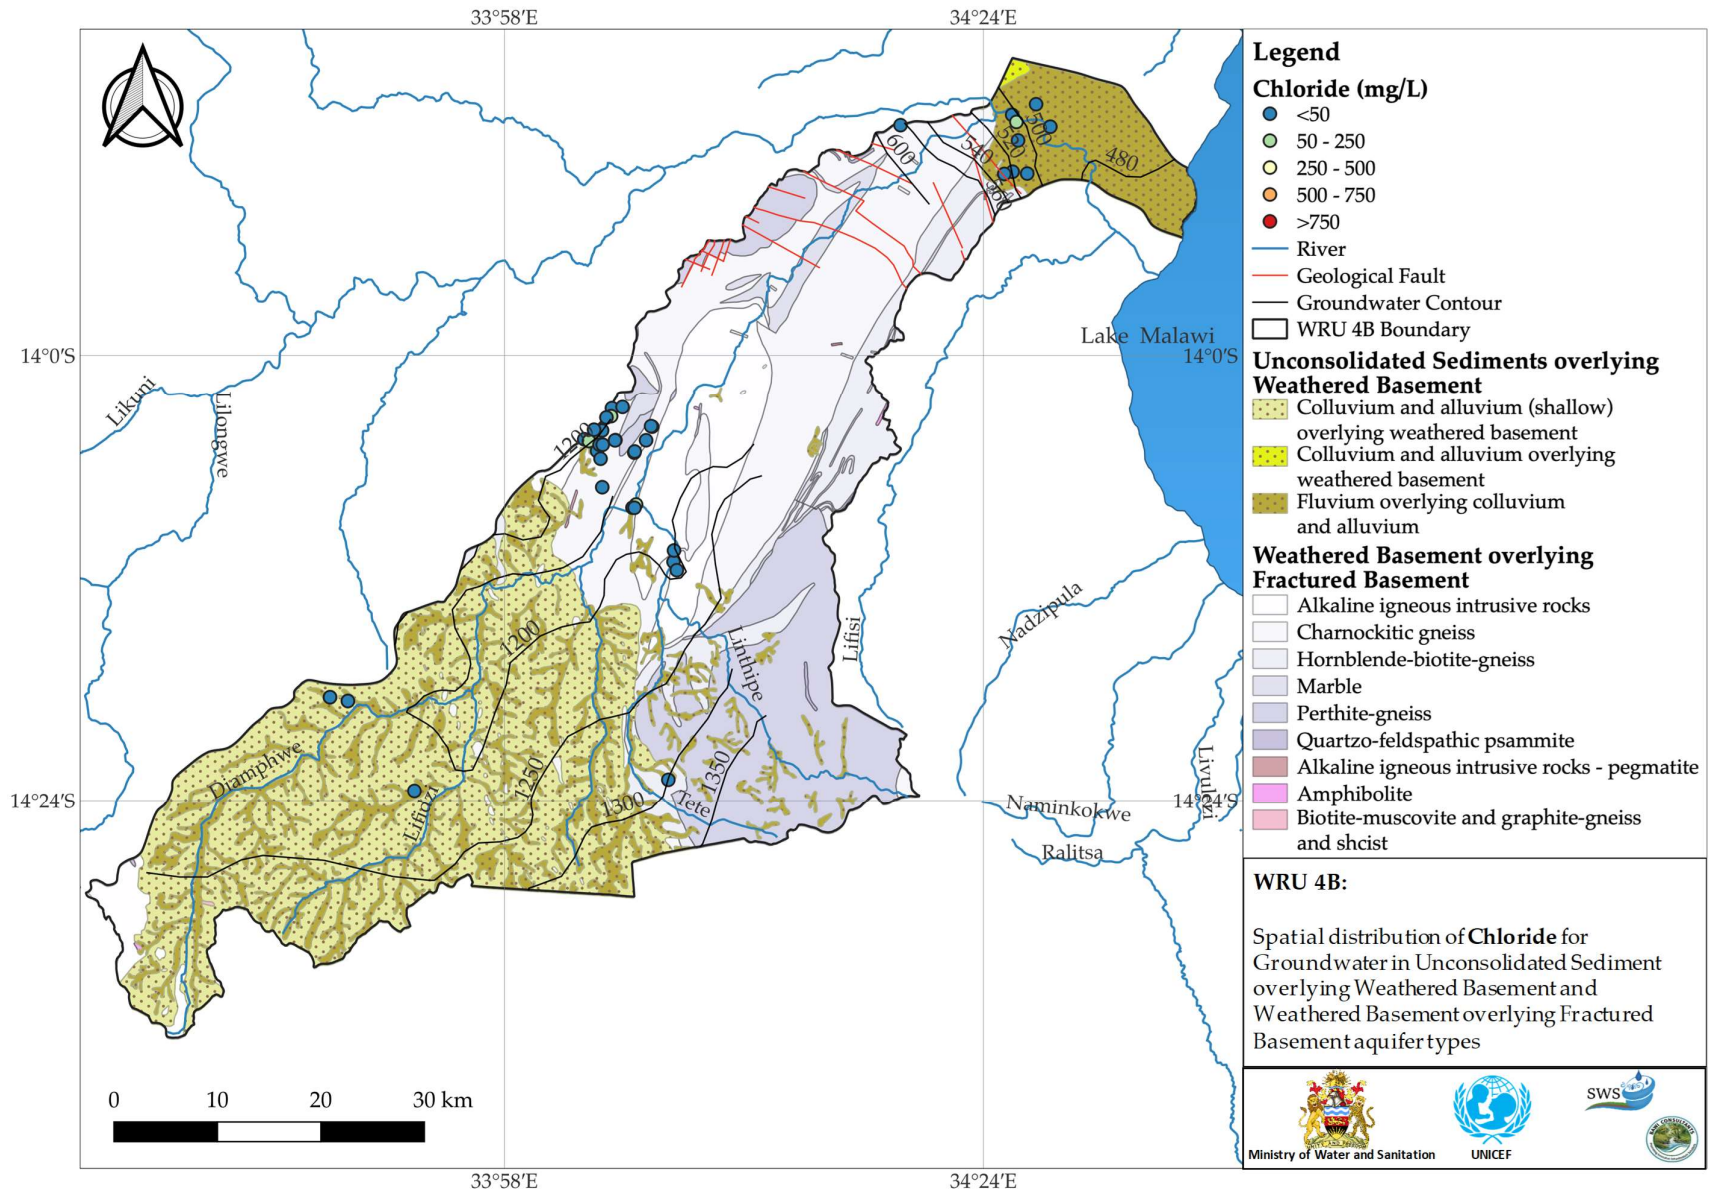 33°58′E
34°24′E
14°0′S
14°0′S
14°24′S
14°24′S
33°58′E
34°24′E
600
540
520
500
480
560
Lake Malawi
Likuni
Lilongwe
1200
1200
Linthipe
Lifisi
Nadzipula
Diamphwe
Lifiuzi
1250
1300
1350
Tete
Livulezi
Naminkokwe
Ralitsa
0 10 20 30 km
Legend
Chloride (mg/L)
<50
50 - 250
250 - 500
500 - 750
>750
River
Geological Fault
Groundwater Contour
WRU 4B Boundary
Unconsolidated Sediments overlying
Weathered Basement
Colluvium and alluvium (shallow)
overlying weathered basement
Colluvium and alluvium overlying
weathered basement
Fluvium overlying colluvium
and alluvium
Weathered Basement overlying
Fractured Basement
Alkaline igneous intrusive rocks
Charnockitic gneiss
Hornblende-biotite-gneiss
Marble
Perthite-gneiss
Quartzo-feldspathic psammite
Alkaline igneous intrusive rocks - pegmatite
Amphibolite
Biotite-muscovite and graphite-gneiss
and shcist
WRU 4B:
Spatial distribution of Chloride for
Groundwater in Unconsolidated Sediment
overlying Weathered Basement and
Weathered Basement overlying Fractured
Basement aquifer types
Ministry of Water and Sanitation
UNICEF
SWS